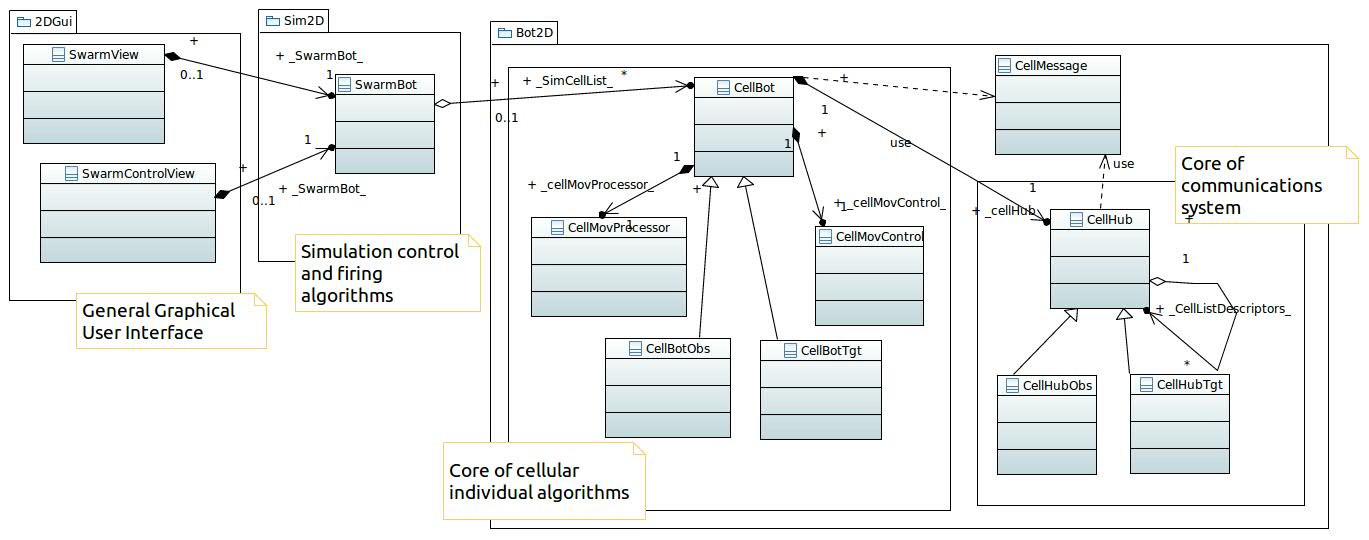 2DGui
SwarmView
+
0..1
+ _SwarmBot_
1
SwarmControlView
+
0..1
1
+ _SwarmBot_
General Graphical
User Interface
Sim2D
SwarmBot
Simulation control
and firing
algorithms
+
0..1
+ _SimCellList_
*
Bot2D
CellBot
+
1
use
CellMessage
use
1
+
1
+ _cellMovProcessor_
1
CellMovProcessor
+
+ _cellMovControl_
1
CellMovControl
CellBotObs
CellBotTgt
Core of cellular
individual algorithms
Core of
communications
system
1
+ _cellHub_
CellHub
+
1
+ _CellListDescriptors_
*
CellHubObs
CellHubTgt